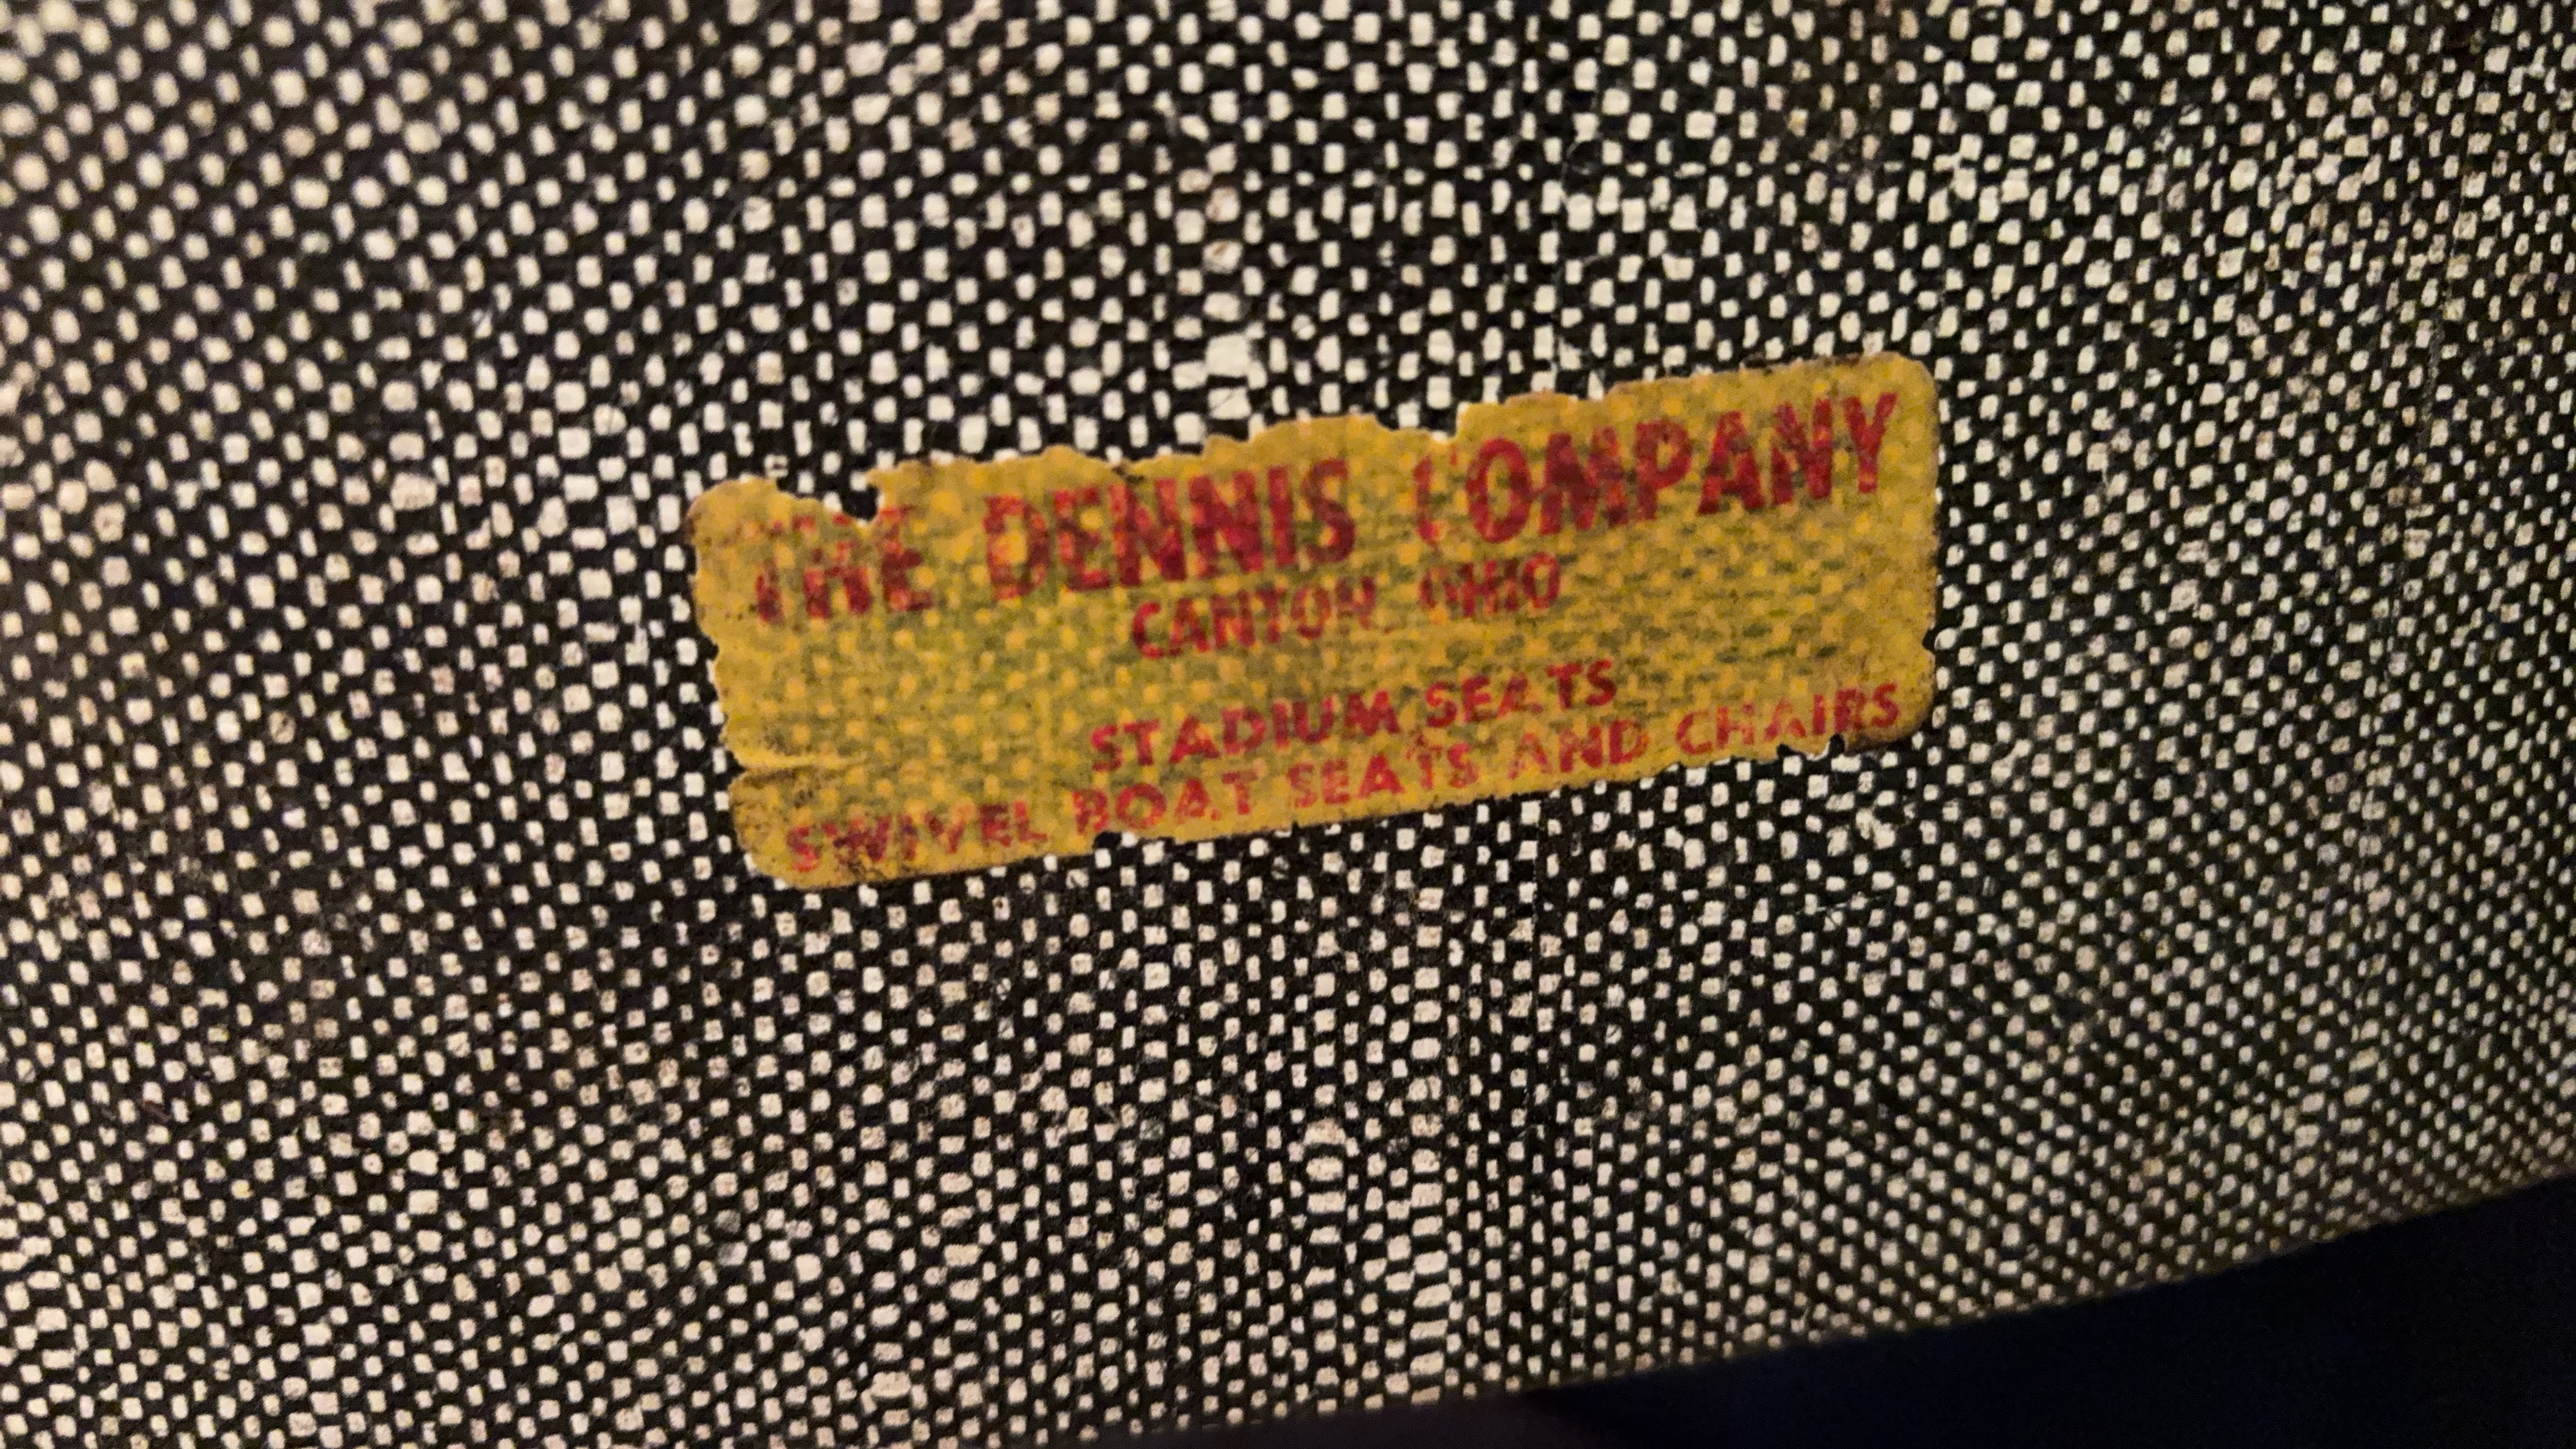 THE DENNIS COMPANY
CANTON, OHIO
STADIUM SEATS
SWIVEL BOAT SEATS AND CHAIRS